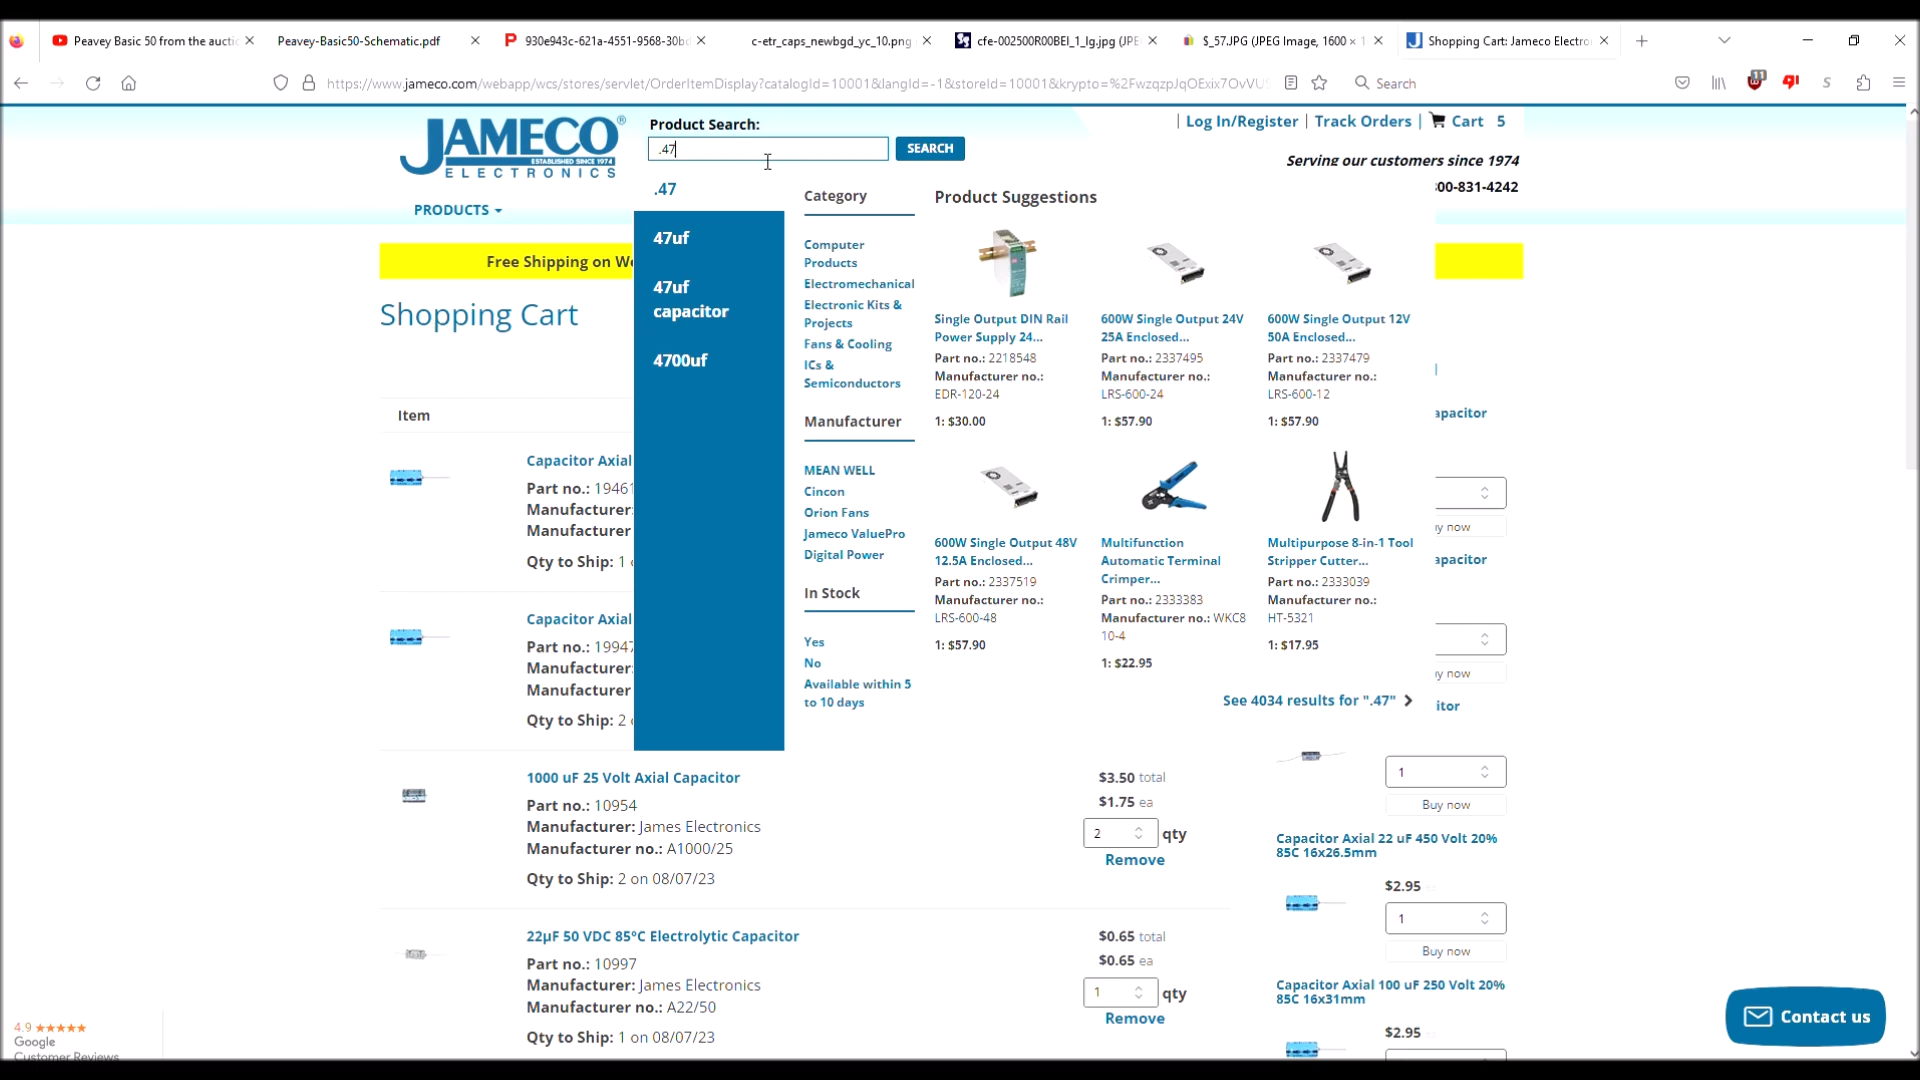 Peavey Basic 50 from the aucti
Peavey-Basic50-Schematic.pdf
930e943c-621a-4551-9568-30bd
c-etr_caps_newbgd_yc_10.png
cfe-002500R00BEI_1_lg.jpg (JPE
$_57.JPG (JPEG Image, 1600 × 1
Shopping Cart: Jameco Electro
https://www.jameco.com/webapp/wcs/stores/servlet/OrderItemDisplay?catalogId=10001&langId=-1&storeId=10001&krypto=%2FwzqzpJqOExix7OvVUS
Search
11
JAMECO®
ESTABLISHED SINCE 1974
ELECTRONICS
Product Search:
.47
SEARCH
Log In/Register | Track Orders | Cart 5
Serving our customers since 1974
00-831-4242
PRODUCTS
Free Shipping on We
Shopping Cart
.47
47uf
47uf
capacitor
4700uf
Category
Computer
Products
Electromechanical
Electronic Kits &
Projects
Fans & Cooling
ICs &
Semiconductors
Manufacturer
MEAN WELL
Cincon
Orion Fans
Jameco ValuePro
Digital Power
In Stock
Yes
No
Available within 5
to 10 days
Product Suggestions
Single Output DIN Rail
Power Supply 24...
Part no.: 2218548
Manufacturer no.:
EDR-120-24
1: $30.00
600W Single Output 24V
25A Enclosed...
Part no.: 2337495
Manufacturer no.:
LRS-600-24
1: $57.90
600W Single Output 12V
50A Enclosed...
Part no.: 2337479
Manufacturer no.:
LRS-600-12
1: $57.90
600W Single Output 48V
12.5A Enclosed...
Part no.: 2337519
Manufacturer no.:
LRS-600-48
1: $57.90
Multifunction
Automatic Terminal
Crimper...
Part no.: 2333383
Manufacturer no.: WKC8
10-4
1: $22.95
Multipurpose 8-in-1 Tool
Stripper Cutter...
Part no.: 2333039
Manufacturer no.:
HT-5321
1: $17.95
See 4034 results for ".47"
Item
Capacitor Axial
Part no.: 19461
Manufacturer:
Manufacturer
Qty to Ship: 1
Capacitor Axial
Part no.: 19947
Manufacturer:
Manufacturer
Qty to Ship: 2
1000 uF 25 Volt Axial Capacitor
Part no.: 10954
Manufacturer: James Electronics
Manufacturer no.: A1000/25
Qty to Ship: 2 on 08/07/23
$3.50 total
$1.75 ea
2 qty
Remove
22µF 50 VDC 85ºC Electrolytic Capacitor
Part no.: 10997
Manufacturer: James Electronics
Manufacturer no.: A22/50
Qty to Ship: 1 on 08/07/23
$0.65 total
$0.65 ea
1 qty
Remove
apacitor
y now
apacitor
y now
itor
1
Buy now
Capacitor Axial 22 uF 450 Volt 20%
85C 16x26.5mm
$2.95
1
Buy now
Capacitor Axial 100 uF 250 Volt 20%
85C 16x31mm
$2.95
4.9 ★★★★★
Google
Customer Reviews
Contact us